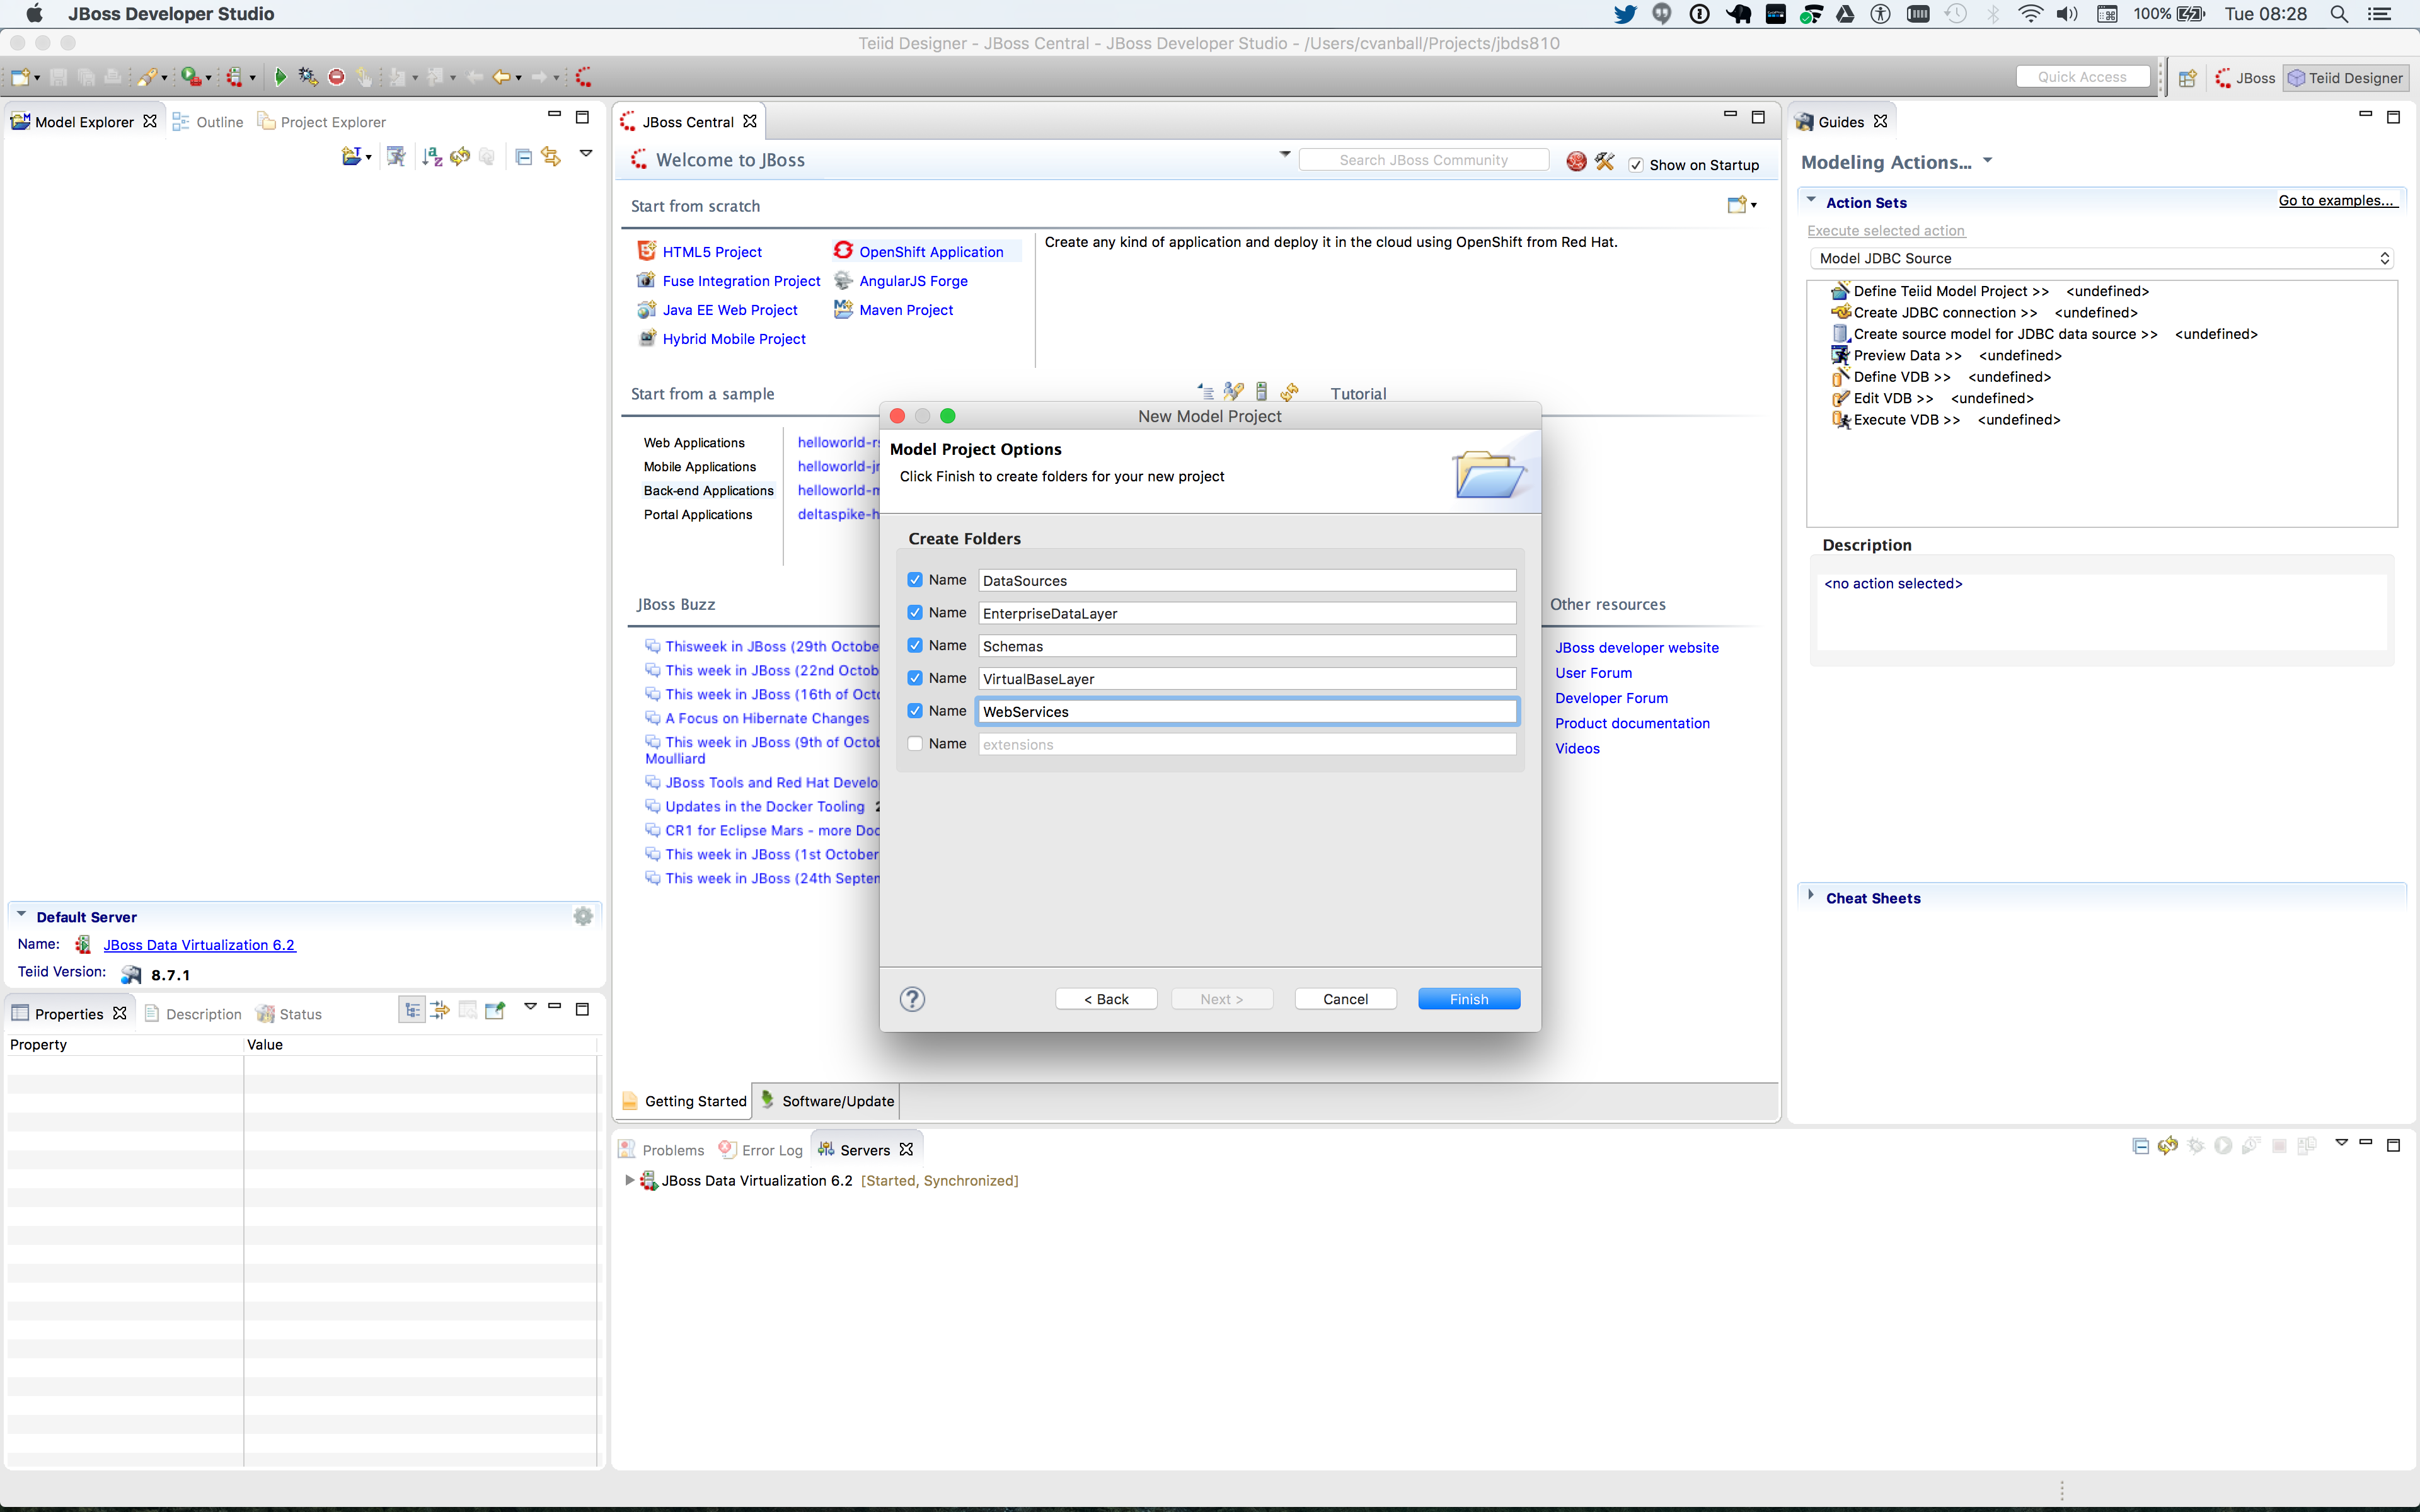 JBoss Developer Studio
100%
Tue 08:28
Teiid Designer - JBoss Central - JBoss Developer Studio - /Users/cvanball/Projects/jbds810
Quick Access
JBoss
Teiid Designer
Model Explorer
Outline
Project Explorer
Default Server
Name: JBoss Data Virtualization 6.2
Teiid Version: 8.7.1
Properties
Description
Status
Property Value
JBoss Central
Welcome to JBoss
Search JBoss Community
Show on Startup
Start from scratch
HTML5 Project
OpenShift Application
Fuse Integration Project
AngularJS Forge
Java EE Web Project
Maven Project
Hybrid Mobile Project
Create any kind of application and deploy it in the cloud using OpenShift from Red Hat.
Start from a sample
Tutorial
Web Applications
Mobile Applications
Back-end Applications
Portal Applications
helloworld-r
helloworld-
helloworld-
deltaspike-
JBoss Buzz
Thisweek in JBoss (29th Octobe
This week in JBoss (22nd Octob
This week in JBoss (16th of Octo
A Focus on Hibernate Changes
This week in JBoss (9th of Octob
Moulliard
JBoss Tools and Red Hat Develo
Updates in the Docker Tooling
CR1 for Eclipse Mars - more Doc
This week in JBoss (1st October
This week in JBoss (24th Septen
Other resources
JBoss developer website
User Forum
Developer Forum
Product documentation
Videos
New Model Project
Model Project Options
Click Finish to create folders for your new project
Create Folders
Name DataSources
Name EnterpriseDataLayer
Name Schemas
Name VirtualBaseLayer
Name WebServices
Name extensions
?
< Back
Next >
Cancel
Finish
Getting Started
Software/Update
Problems
Error Log
Servers
JBoss Data Virtualization 6.2 [Started, Synchronized]
Guides
Modeling Actions...
Action Sets
Go to examples...
Execute selected action
Model JDBC Source
Define Teiid Model Project >> <undefined>
Create JDBC connection >> <undefined>
Create source model for JDBC data source >> <undefined>
Preview Data >> <undefined>
Define VDB >> <undefined>
Edit VDB >> <undefined>
Execute VDB >> <undefined>
Description
<no action selected>
Cheat Sheets